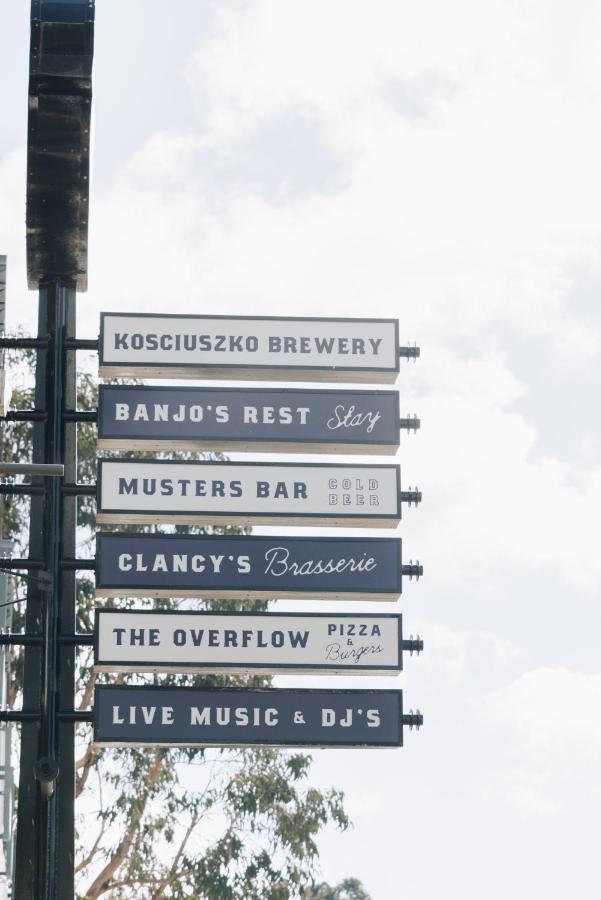 KOSCIUSZKO BREWERY
BANJO'S REST Stay
MUSTERS BAR COLD
BEER
CLANCY'S Brasserie
THE OVERFLOW PIZZA
&
Burgers
LIVE MUSIC & DJ'S